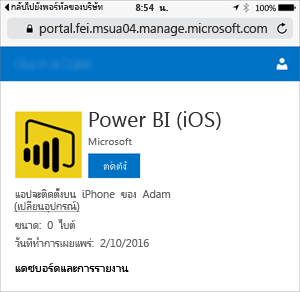 กลับไปยังพอร์ทัลของบริษัท 8:54 น. 100%
portal.fei.msua04.manage.microsoft.com
Power BI (iOS)
Microsoft
ติดตั้ง
แอปจะติดตั้งบน iPhone ของ Adam
(เปลี่ยนอุปกรณ์)
ขนาด: 0 ไบต์
วันที่ทำการเผยแพร่: 2/10/2016
แดชบอร์ดและการรายงาน